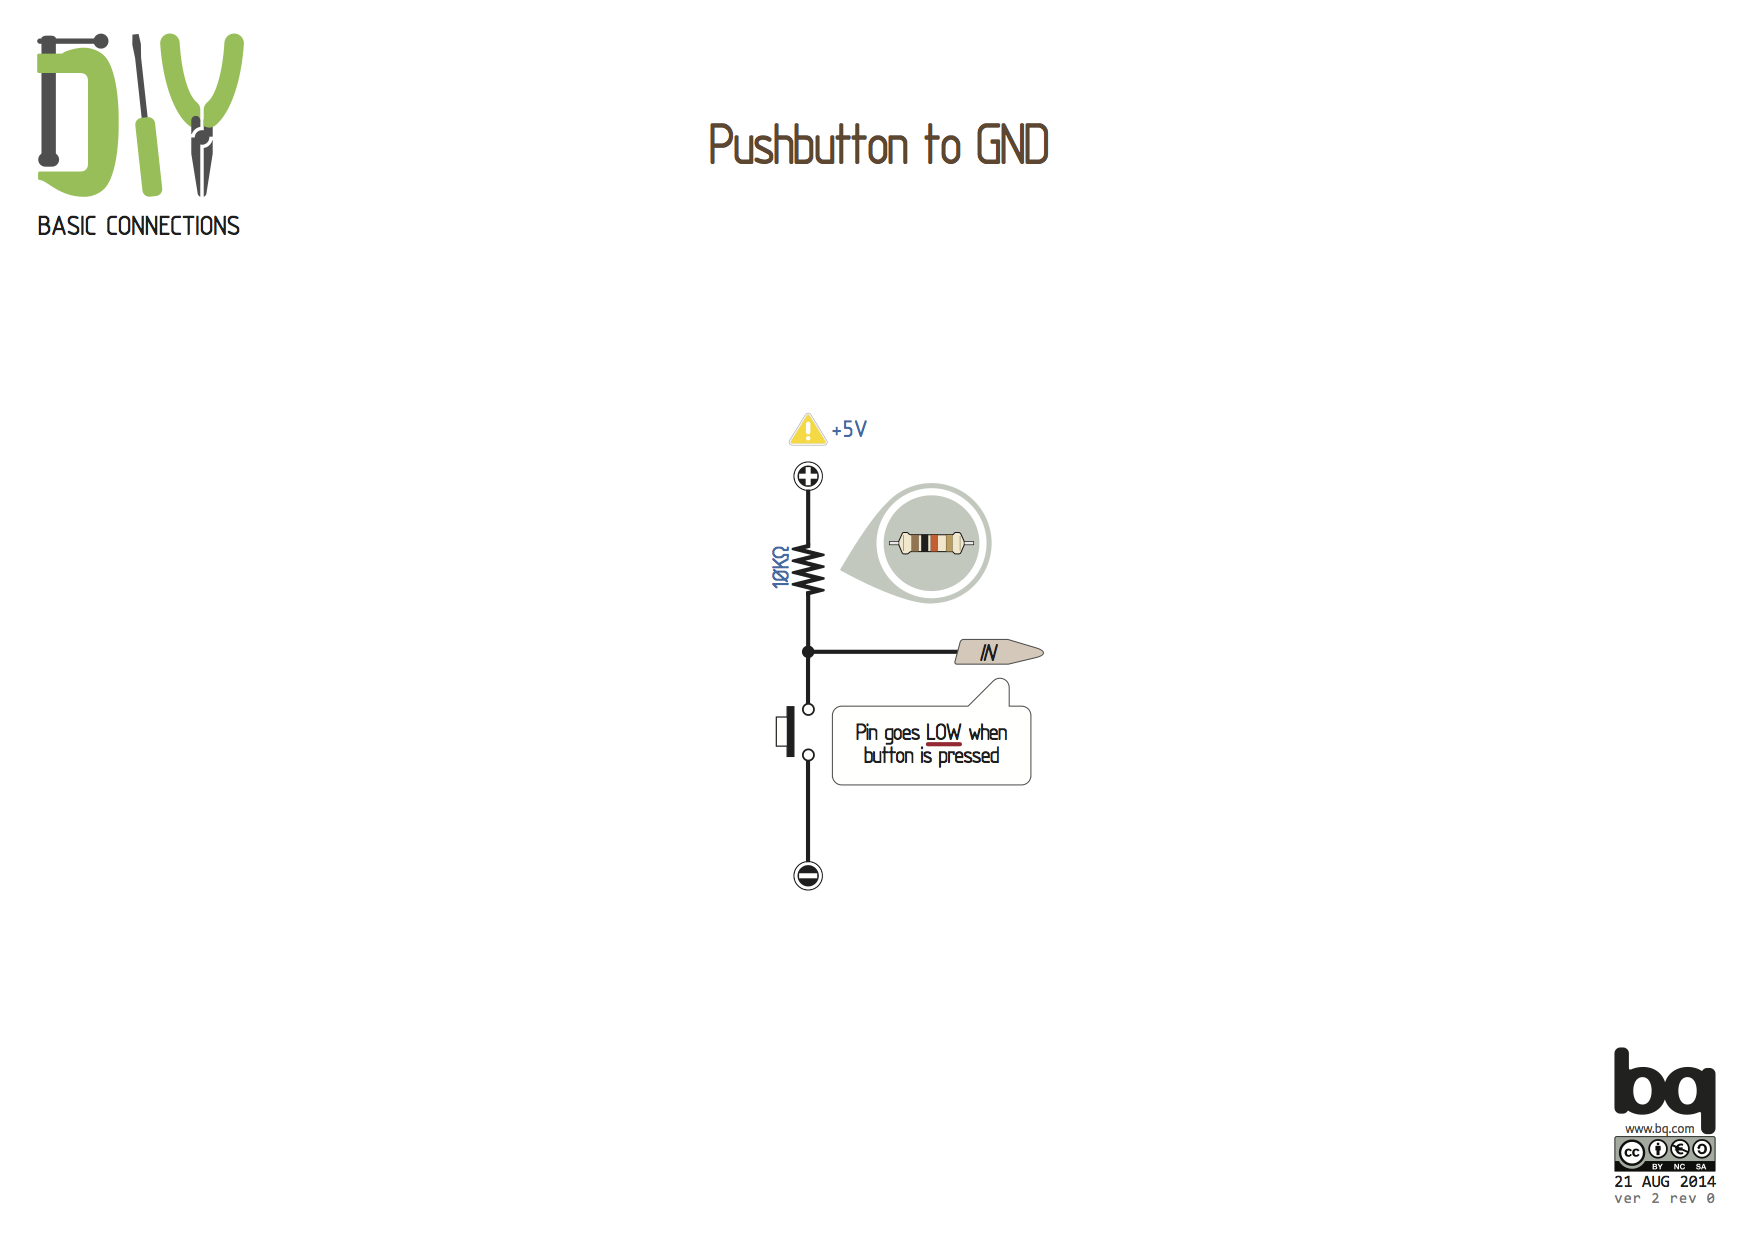 DIY
BASIC CONNECTIONS
Pushbutton to GND
+5V
10KΩ
IN
Pin goes LOW when
button is pressed
bq
www.bq.com
cc
BY NC SA
21 AUG 2014
ver 2 rev 0